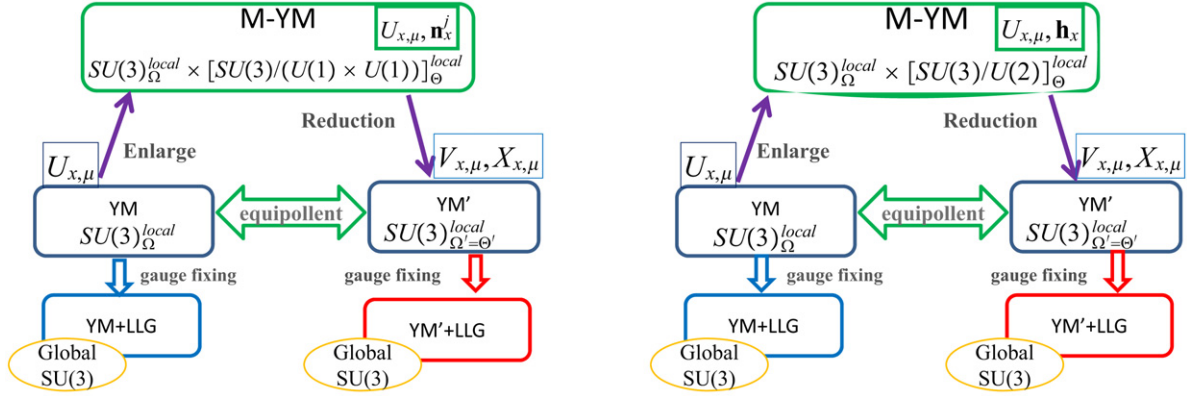 M-YM
U_{x,μ}, n_x^j
SU(3)_Ω^{local} × [SU(3)/(U(1) × U(1))]_Θ^{local}
Reduction
Enlarge
U_{x,μ}
V_{x,μ}, X_{x,μ}
YM
SU(3)_Ω^{local}
equipollent
YM'
SU(3)_{Ω'=Θ'}^{local}
gauge fixing
gauge fixing
YM+LLG
YM'+LLG
Global
SU(3)
Global
SU(3)
M-YM
U_{x,μ}, h_x
SU(3)_Ω^{local} × [SU(3)/U(2)]_Θ^{local}
Reduction
Enlarge
U_{x,μ}
V_{x,μ}, X_{x,μ}
YM
SU(3)_Ω^{local}
equipollent
YM'
SU(3)_{Ω'=Θ'}^{local}
gauge fixing
gauge fixing
YM+LLG
YM'+LLG
Global
SU(3)
Global
SU(3)